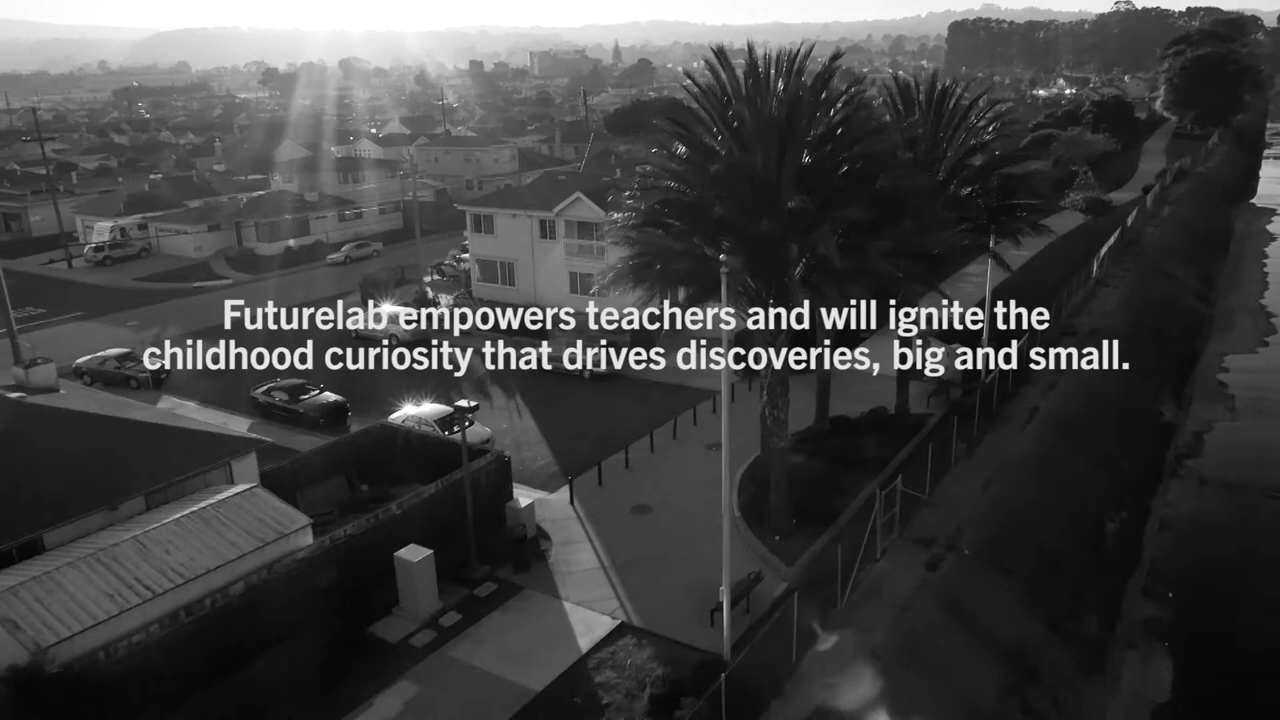 Futurelab empowers teachers and will ignite the
childhood curiosity that drives discoveries, big and small.